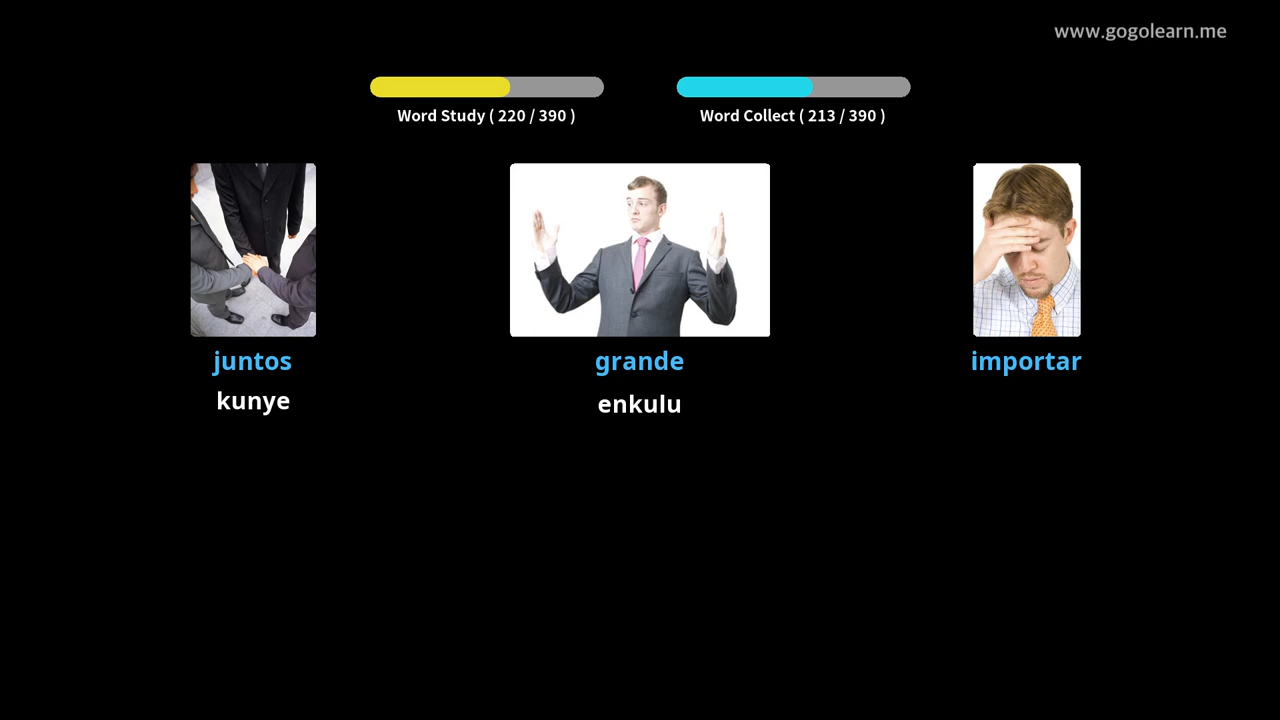 www.gogolearn.me
Word Study ( 220 / 390 )
Word Collect ( 213 / 390 )
juntos
grande
importar
kunye
enkulu